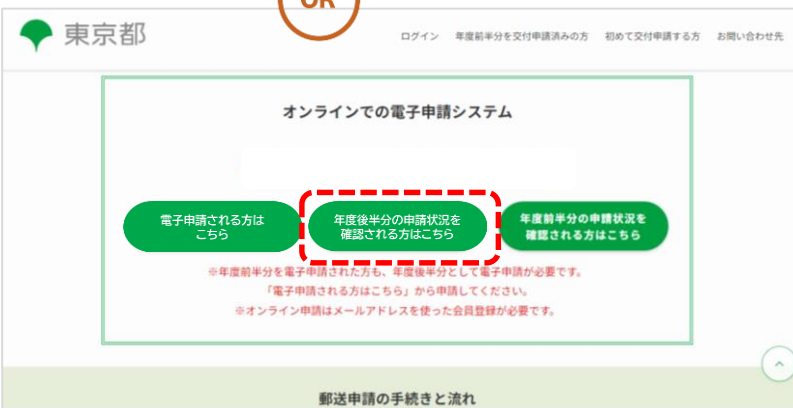 OR
東京都
ログイン 年度前半分を交付申請済みの方 初めて交付申請する方 お問い合わせ先
オンラインでの電子申請システム
電子申請される方は
こちら
年度後半分の申請状況を
確認される方はこちら
年度前半分の申請状況を
確認される方はこちら
※年度前半分を電子申請された方も、年度後半分として電子申請が必要です。
「電子申請される方はこちら」から申請してください。
※オンライン申請はメールアドレスを使った会員登録が必要です。
郵送申請の手続きと流れ